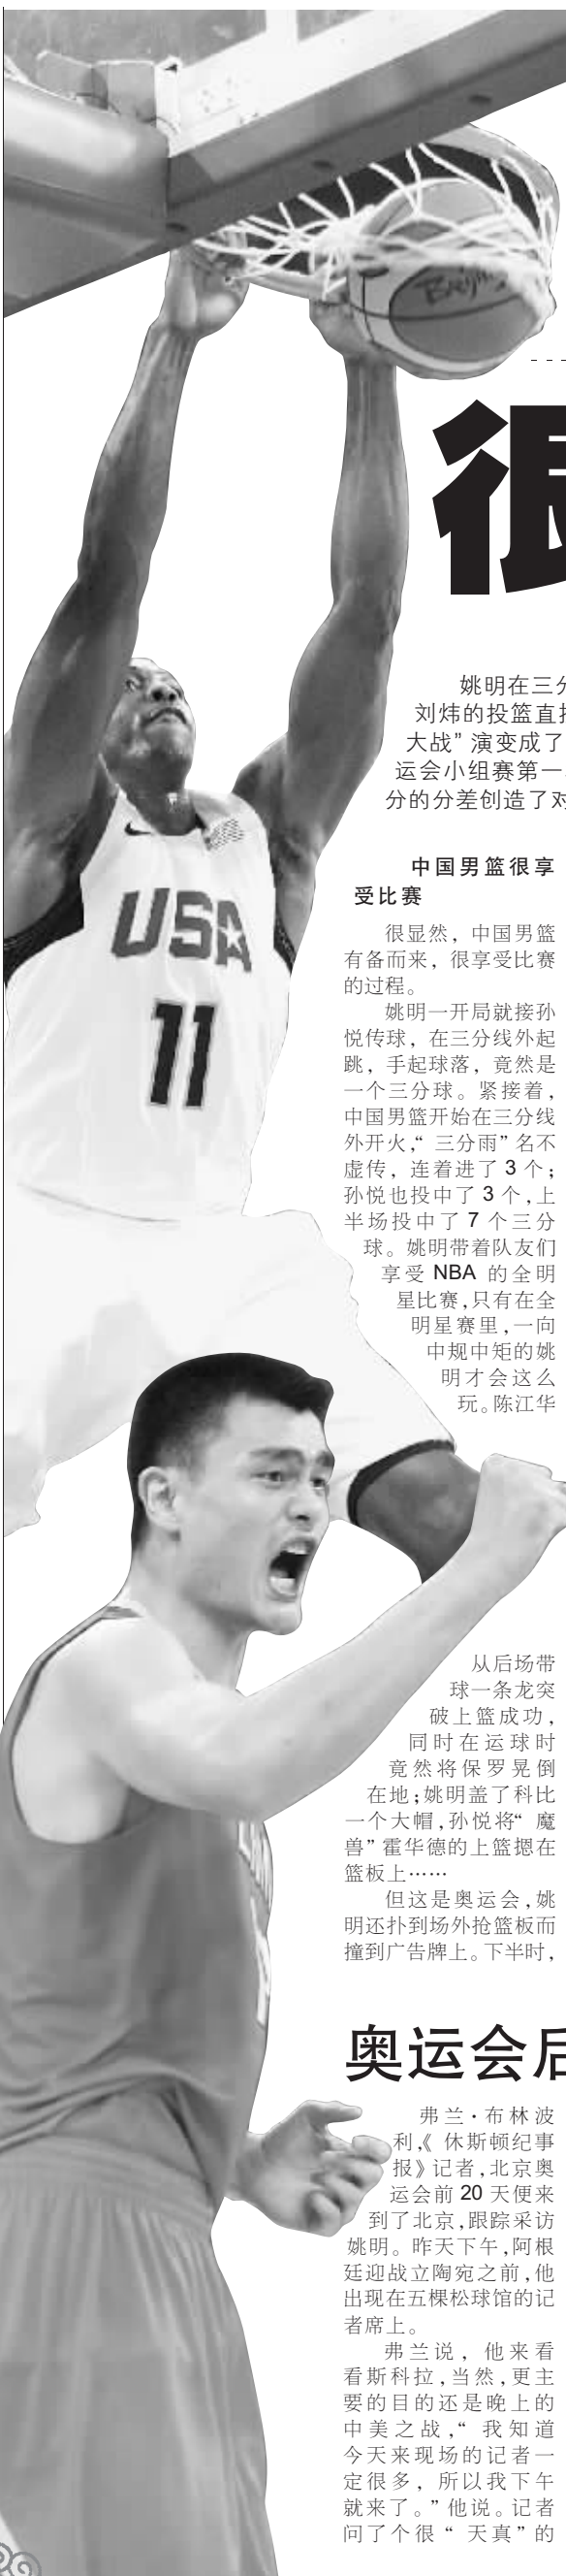 Beijing
很
姚明在三分
刘炜的投篮直接
大战”演变成了
运会小组赛第一
分的分差创造了对
USA
11
中国男篮很享
受比赛
很显然，中国男篮
有备而来，很享受比赛
的过程。
姚明一开局就接孙
悦传球，在三分线外起
跳，手起球落，竟然是
一个三分球。紧接着，
中国男篮开始在三分线
外开火，“三分雨”名不
虚传，连着进了 3 个；
孙悦也投中了 3 个，上
半场投中了 7 个三分
球。姚明带着队友们
享受 NBA 的全明
星比赛，只有在全
明星赛里，一向
中规中矩的姚
明才会这么
玩。陈江华
从后场带
球一条龙突
破上篮成功，
同时在运球时
竟然将保罗晃倒
在地；姚明盖了科比
一个大帽，孙悦将“魔
兽”霍华德的上篮摁在
篮板上……
但这是奥运会，姚
明还扑到场外抢篮板而
撞到广告牌上。下半时，
奥运会后
弗兰·布林波
利，《休斯顿纪事
报》记者，北京奥
运会前 20 天便来
到了北京，跟踪采访
姚明。昨天下午，阿根
廷迎战立陶宛之前，他
出现在五棵松球馆的记
者席上。
弗兰说，他来看
看斯科拉，当然，更主
要的目的还是晚上的
中美之战，“我知道
今天来现场的记者一
定很多，所以我下午
就来了。”他说。记者
问了个很“天真”的